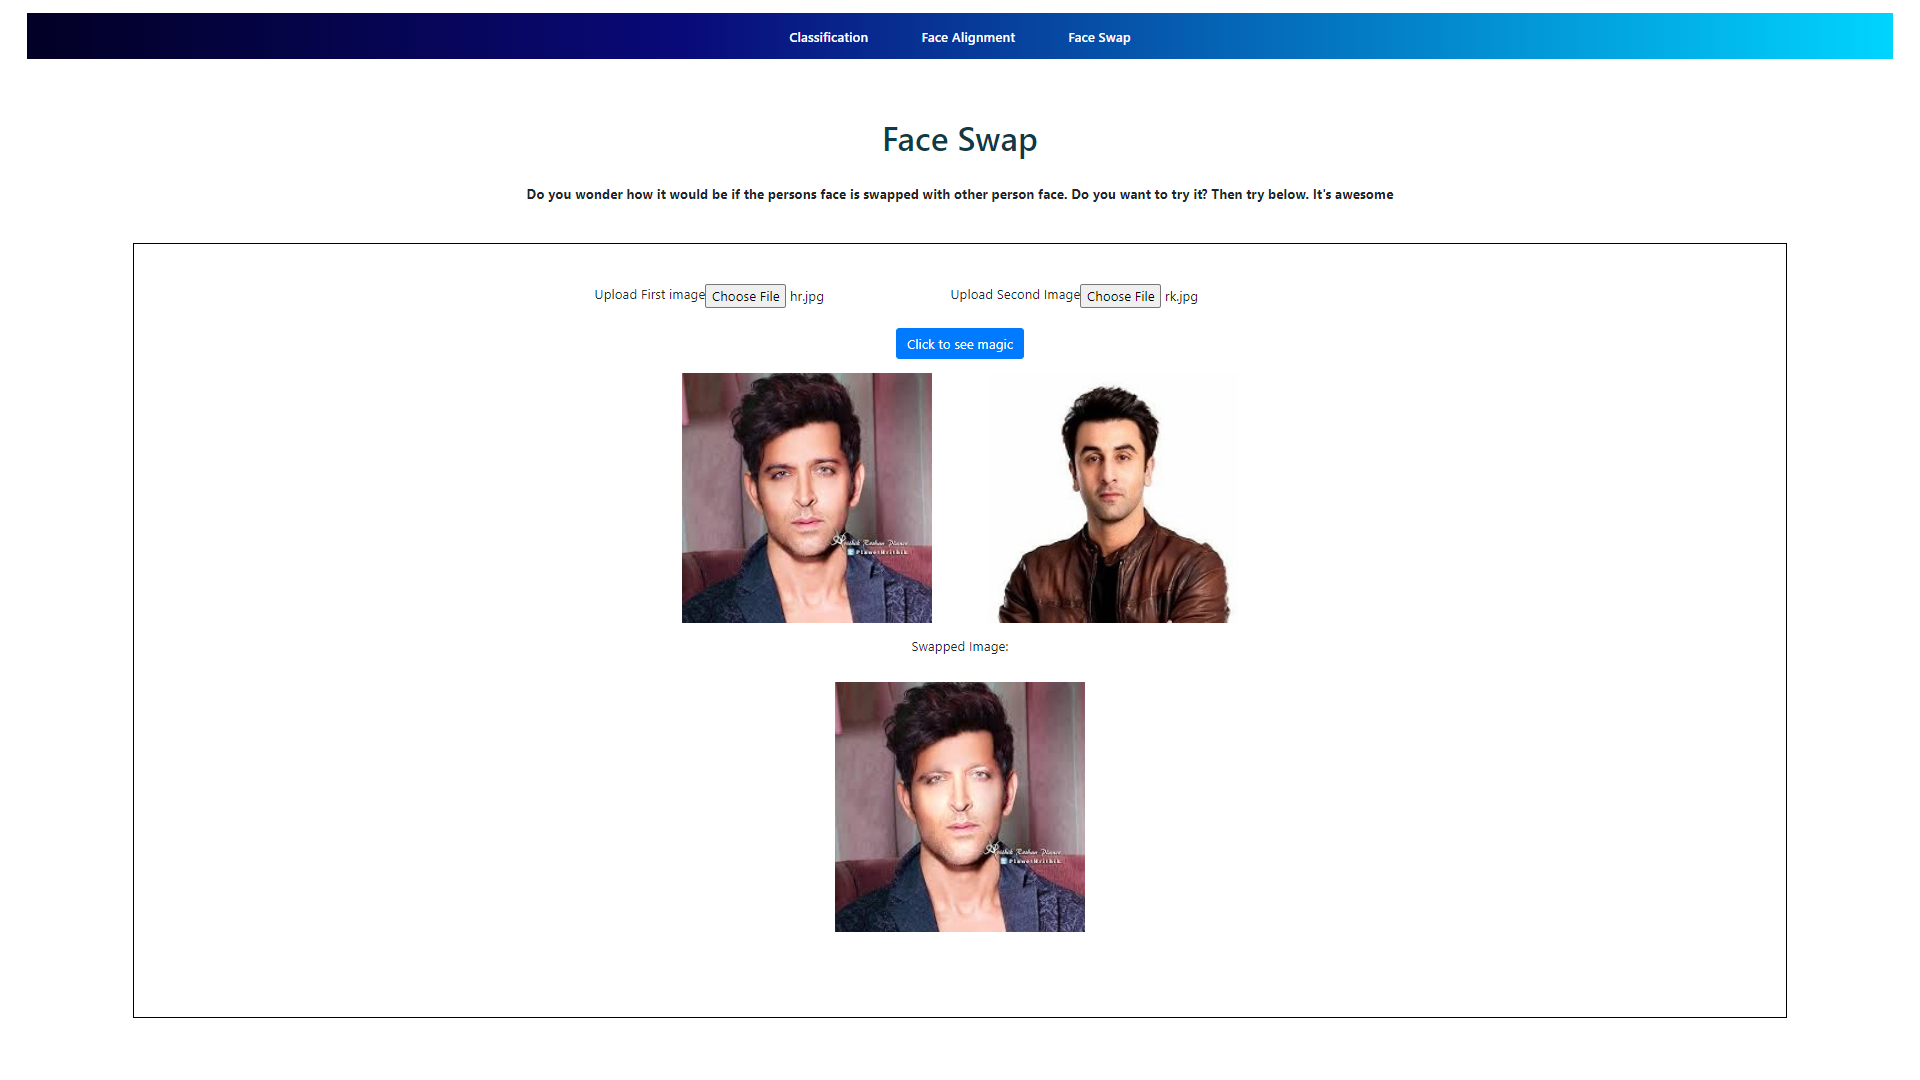 Classification Face Alignment Face Swap
Face Swap
Do you wonder how it would be if the persons face is swapped with other person face. Do you want to try it? Then try below. It's awesome
Upload First image Choose File hr.jpg Upload Second Image Choose File rk.jpg
Click to see magic
Hrithik Roshan Planet
PlanetHrithik
Swapped Image:
Hrithik Roshan Planet
PlanetHrithik